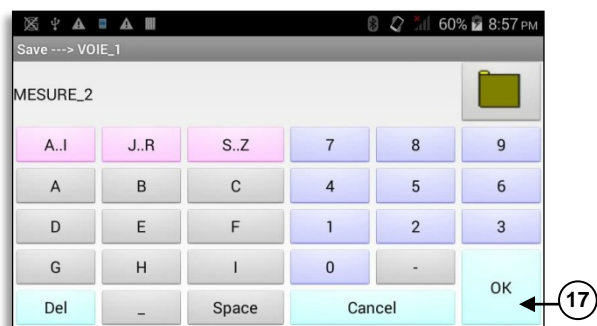 60% 8:57 PM
Save ---> VOIE_1
MESURE_2
A..I J..R S..Z 7 8 9
A B C 4 5 6
D E F 1 2 3
G H I 0 -
OK
Del _ Space Cancel
17